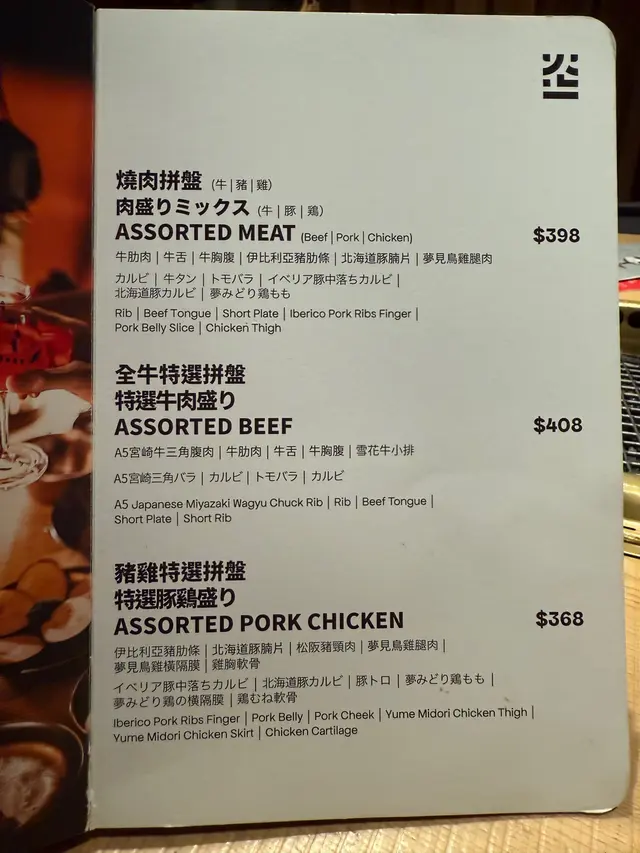 燒肉拼盤 (牛|豬|雞)
肉盛りミックス (牛|豚|鶏)
ASSORTED MEAT (Beef|Pork|Chicken)
$398
牛肋肉|牛舌|牛胸腹|伊比利亞豬肋條|北海道豚腩片|夢見鳥雞腿肉
カルビ|牛タン|トモバラ|イベリア豚中落ちカルビ|
北海道豚カルビ|夢みどり鶏もも
Rib|Beef Tongue|Short Plate|Iberico Pork Ribs Finger|
Pork Belly Slice|Chicken Thigh
全牛特選拼盤
特選牛肉盛り
ASSORTED BEEF
$408
A5宮崎牛三角腹肉|牛肋肉|牛舌|牛胸腹|雪花牛小排
A5宮崎三角バラ|カルビ|トモバラ|カルビ
A5 Japanese Miyazaki Wagyu Chuck Rib|Rib|Beef Tongue|
Short Plate|Short Rib
豬雞特選拼盤
特選豚鶏盛り
ASSORTED PORK CHICKEN
$368
伊比利亞豬肋條|北海道豚腩片|松阪豬頸肉|夢見鳥雞腿肉|
夢見鳥雞橫隔膜|雞胸軟骨
イベリア豚中落ちカルビ|北海道豚カルビ|豚トロ|夢みどり鶏もも|
夢みどり鶏の横隔膜|鶏むね軟骨
Iberico Pork Ribs Finger|Pork Belly|Pork Cheek|Yume Midori Chicken Thigh|
Yume Midori Chicken Skirt|Chicken Cartilage